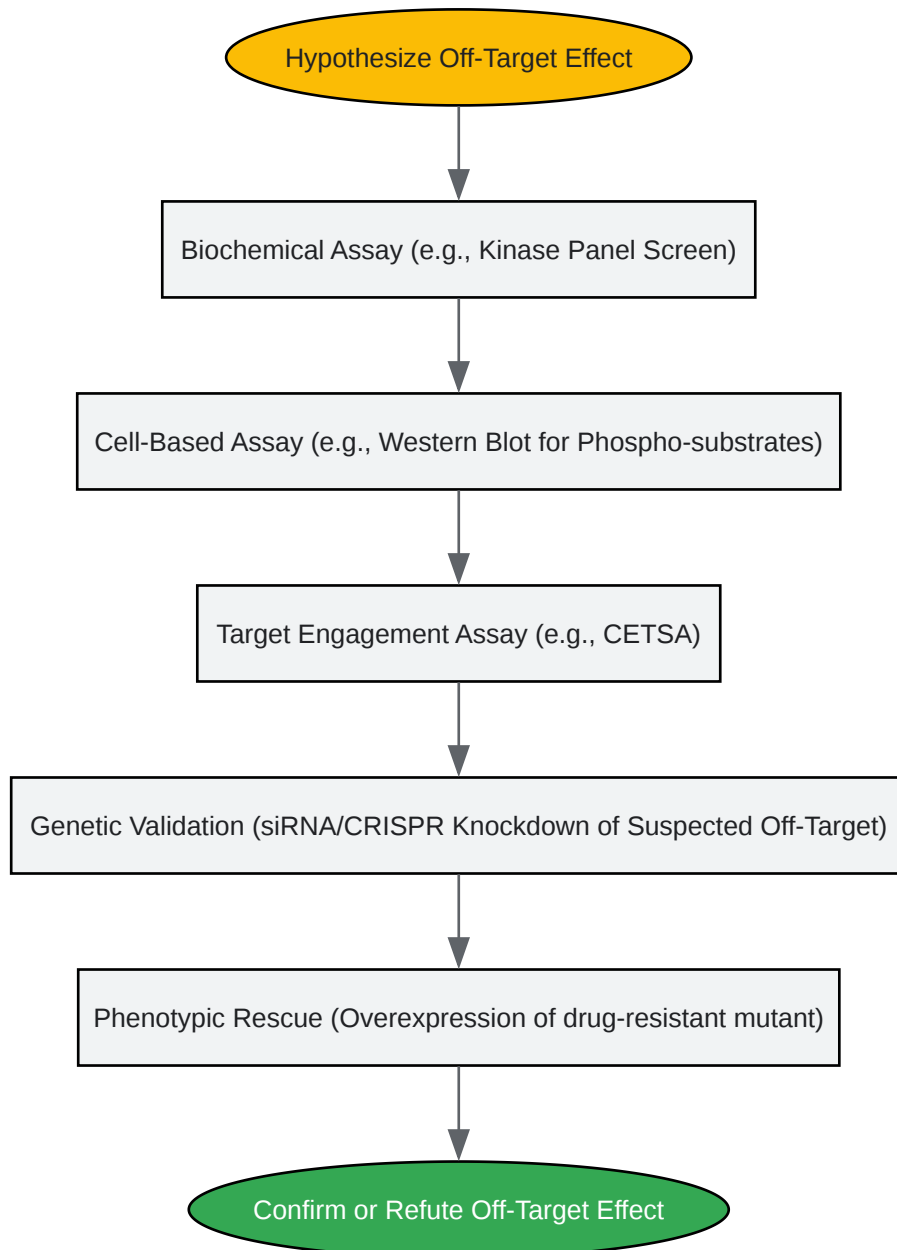 Hypothesize Off-Target Effect
Biochemical Assay (e.g., Kinase Panel Screen)
Cell-Based Assay (e.g., Western Blot for Phospho-substrates)
Target Engagement Assay (e.g., CETSA)
Genetic Validation (siRNA/CRISPR Knockdown of Suspected Off-Target)
Phenotypic Rescue (Overexpression of drug-resistant mutant)
Confirm or Refute Off-Target Effect